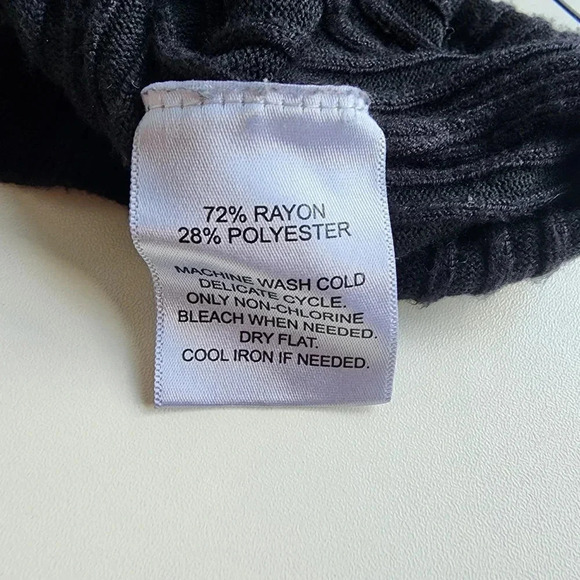 72% RAYON
28% POLYESTER
MACHINE WASH COLD
DELICATE CYCLE.
ONLY NON-CHLORINE
BLEACH WHEN NEEDED.
DRY FLAT.
COOL IRON IF NEEDED.